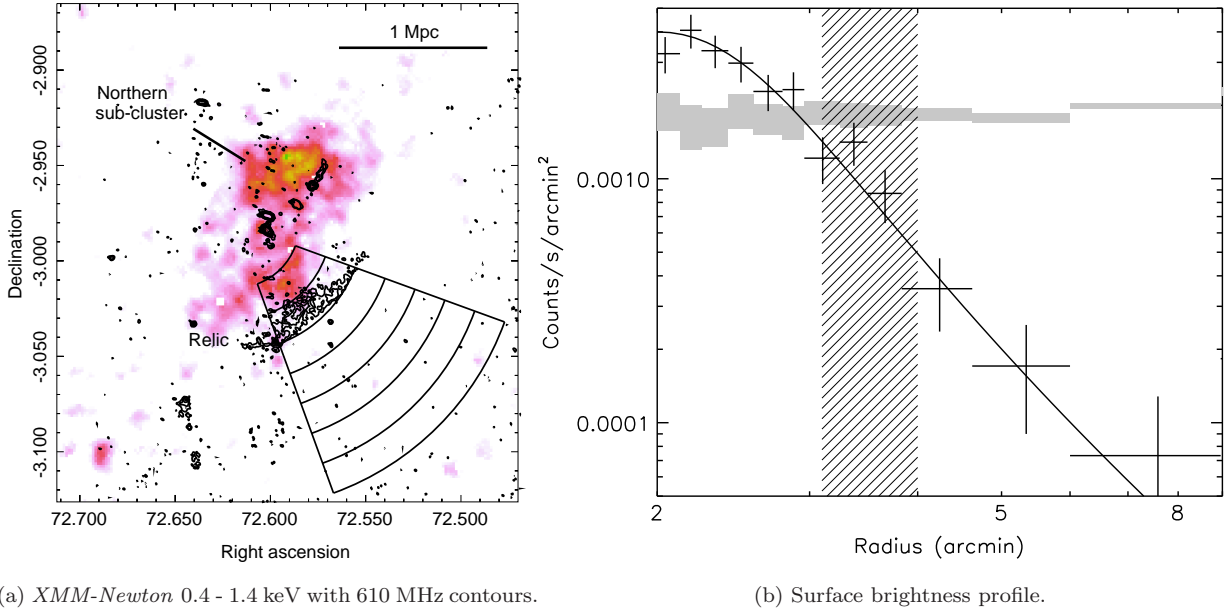 1 Mpc
Northern
sub-cluster
Relic
Declination
-2.900
-2.950
-3.000
-3.050
-3.100
72.700
72.650
72.600
72.550
72.500
Right ascension
(a) XMM-Newton 0.4 - 1.4 keV with 610 MHz contours.
Counts/s/arcmin²
0.0010
0.0001
2
5
8
Radius (arcmin)
(b) Surface brightness profile.